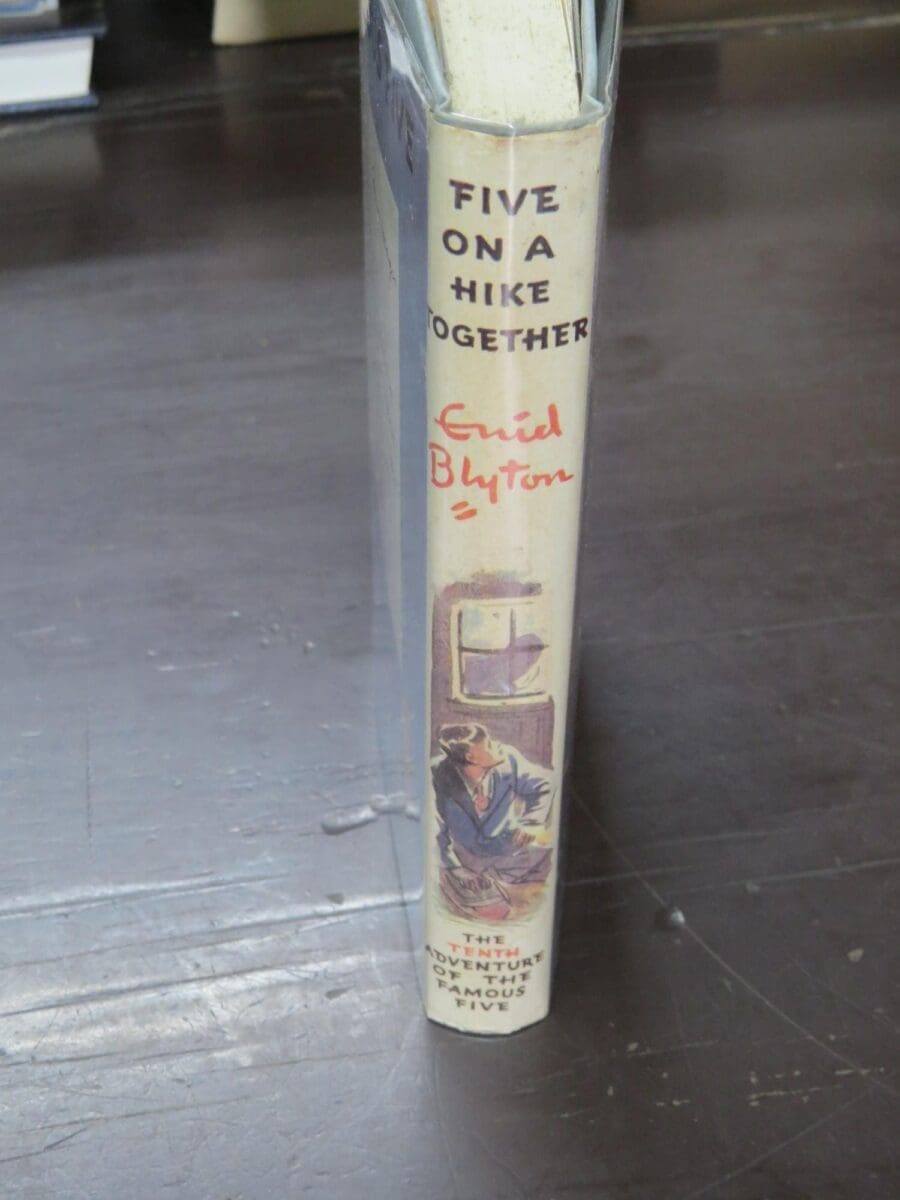 FIVE
ON A
HIKE
TOGETHER
Enid
Blyton
THE
TENTH
ADVENTURE
OF THE
FAMOUS
FIVE